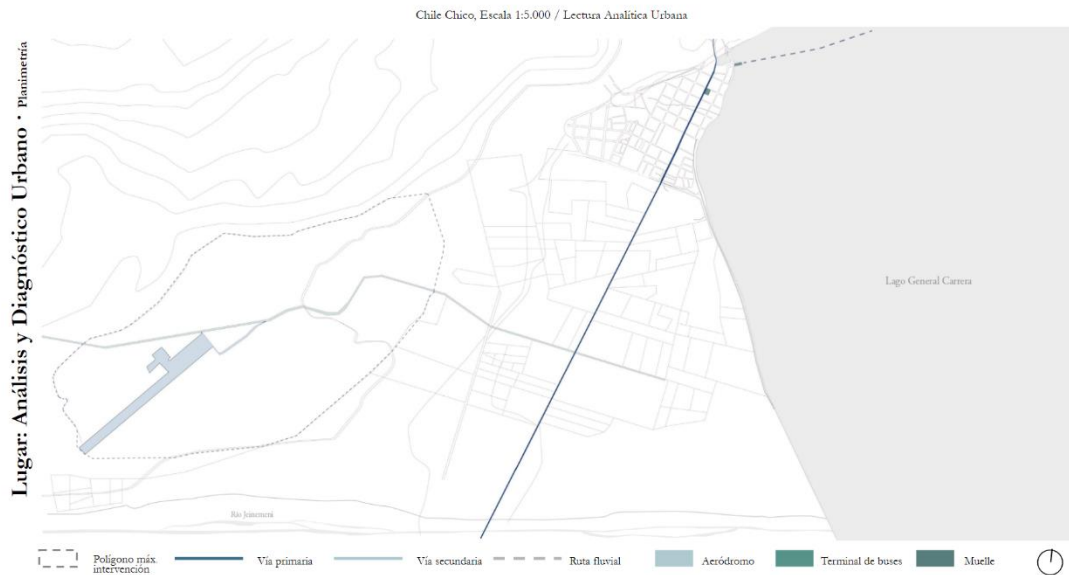 Chile Chico, Escala 1:5.000 / Lectura Analítica Urbana
Lugar: Análisis y Diagnóstico Urbano · Planimetría
Lago General Carrera
Río Jeinemeni
Polígono máx.
intervención
Vía primaria
Vía secundaria
Ruta fluvial
Aeródromo
Terminal de buses
Muelle